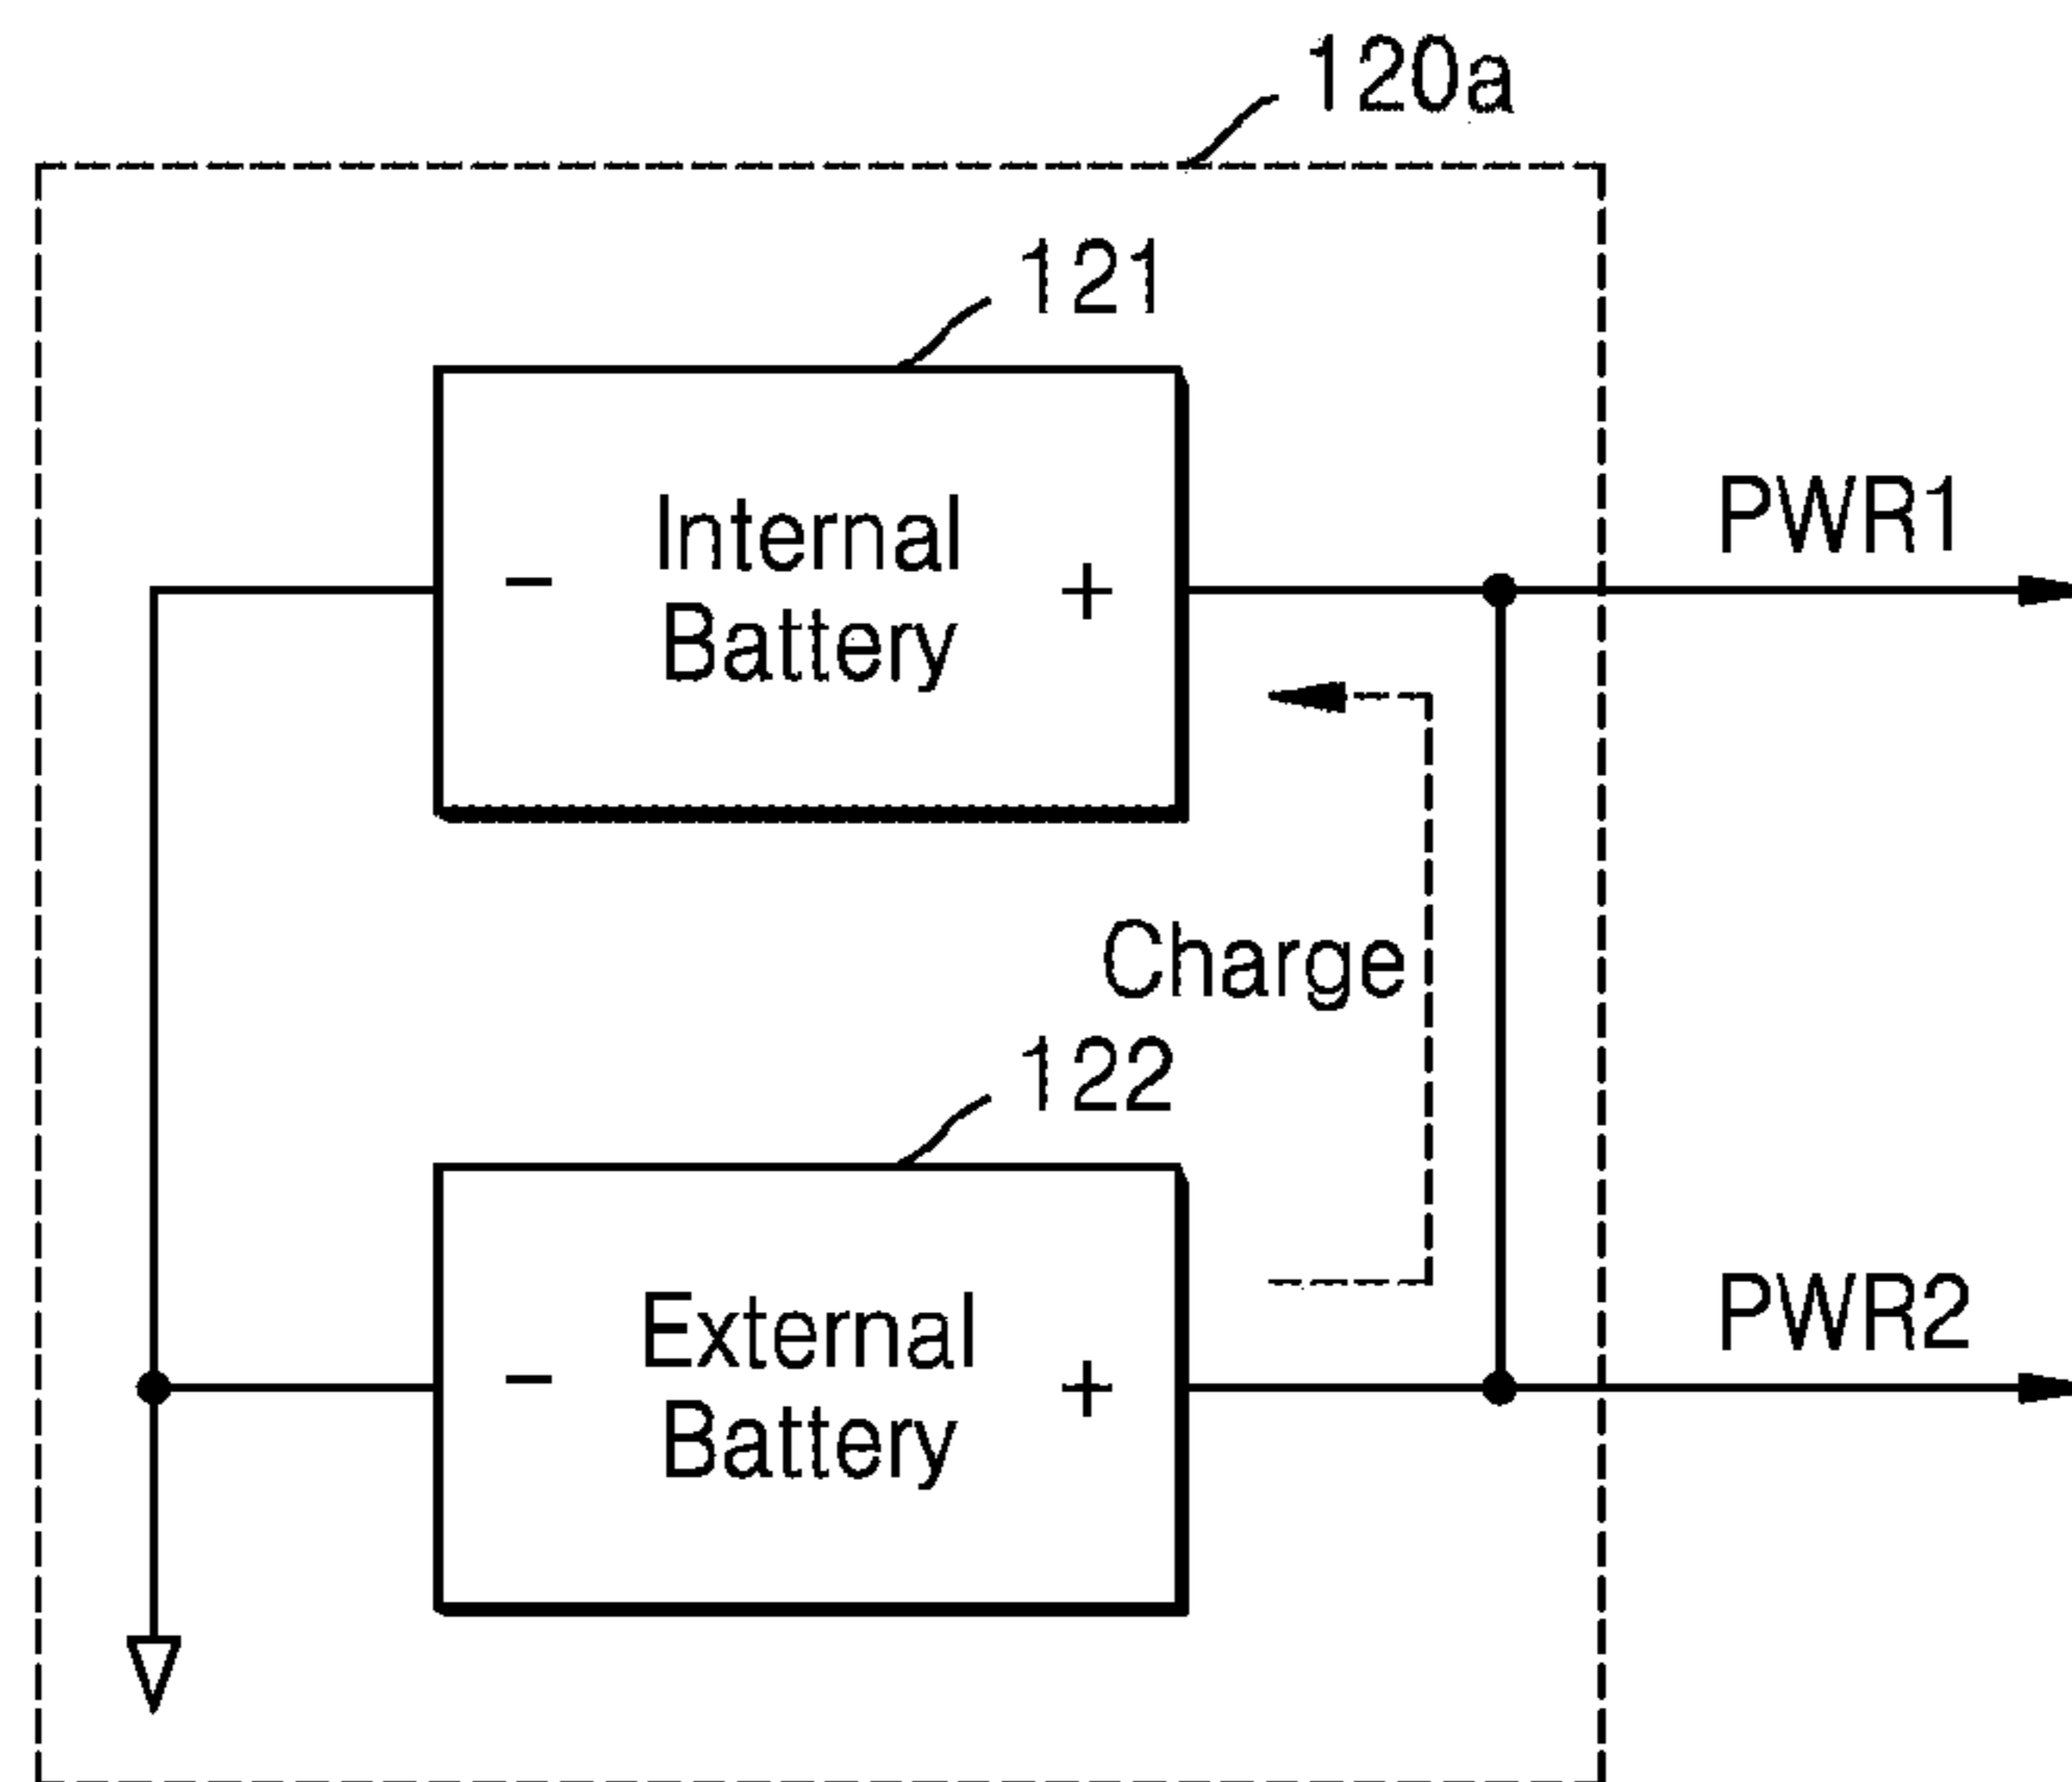 120a
121
Internal
Battery
-
+
PWR1
Charge
122
External
Battery
-
+
PWR2